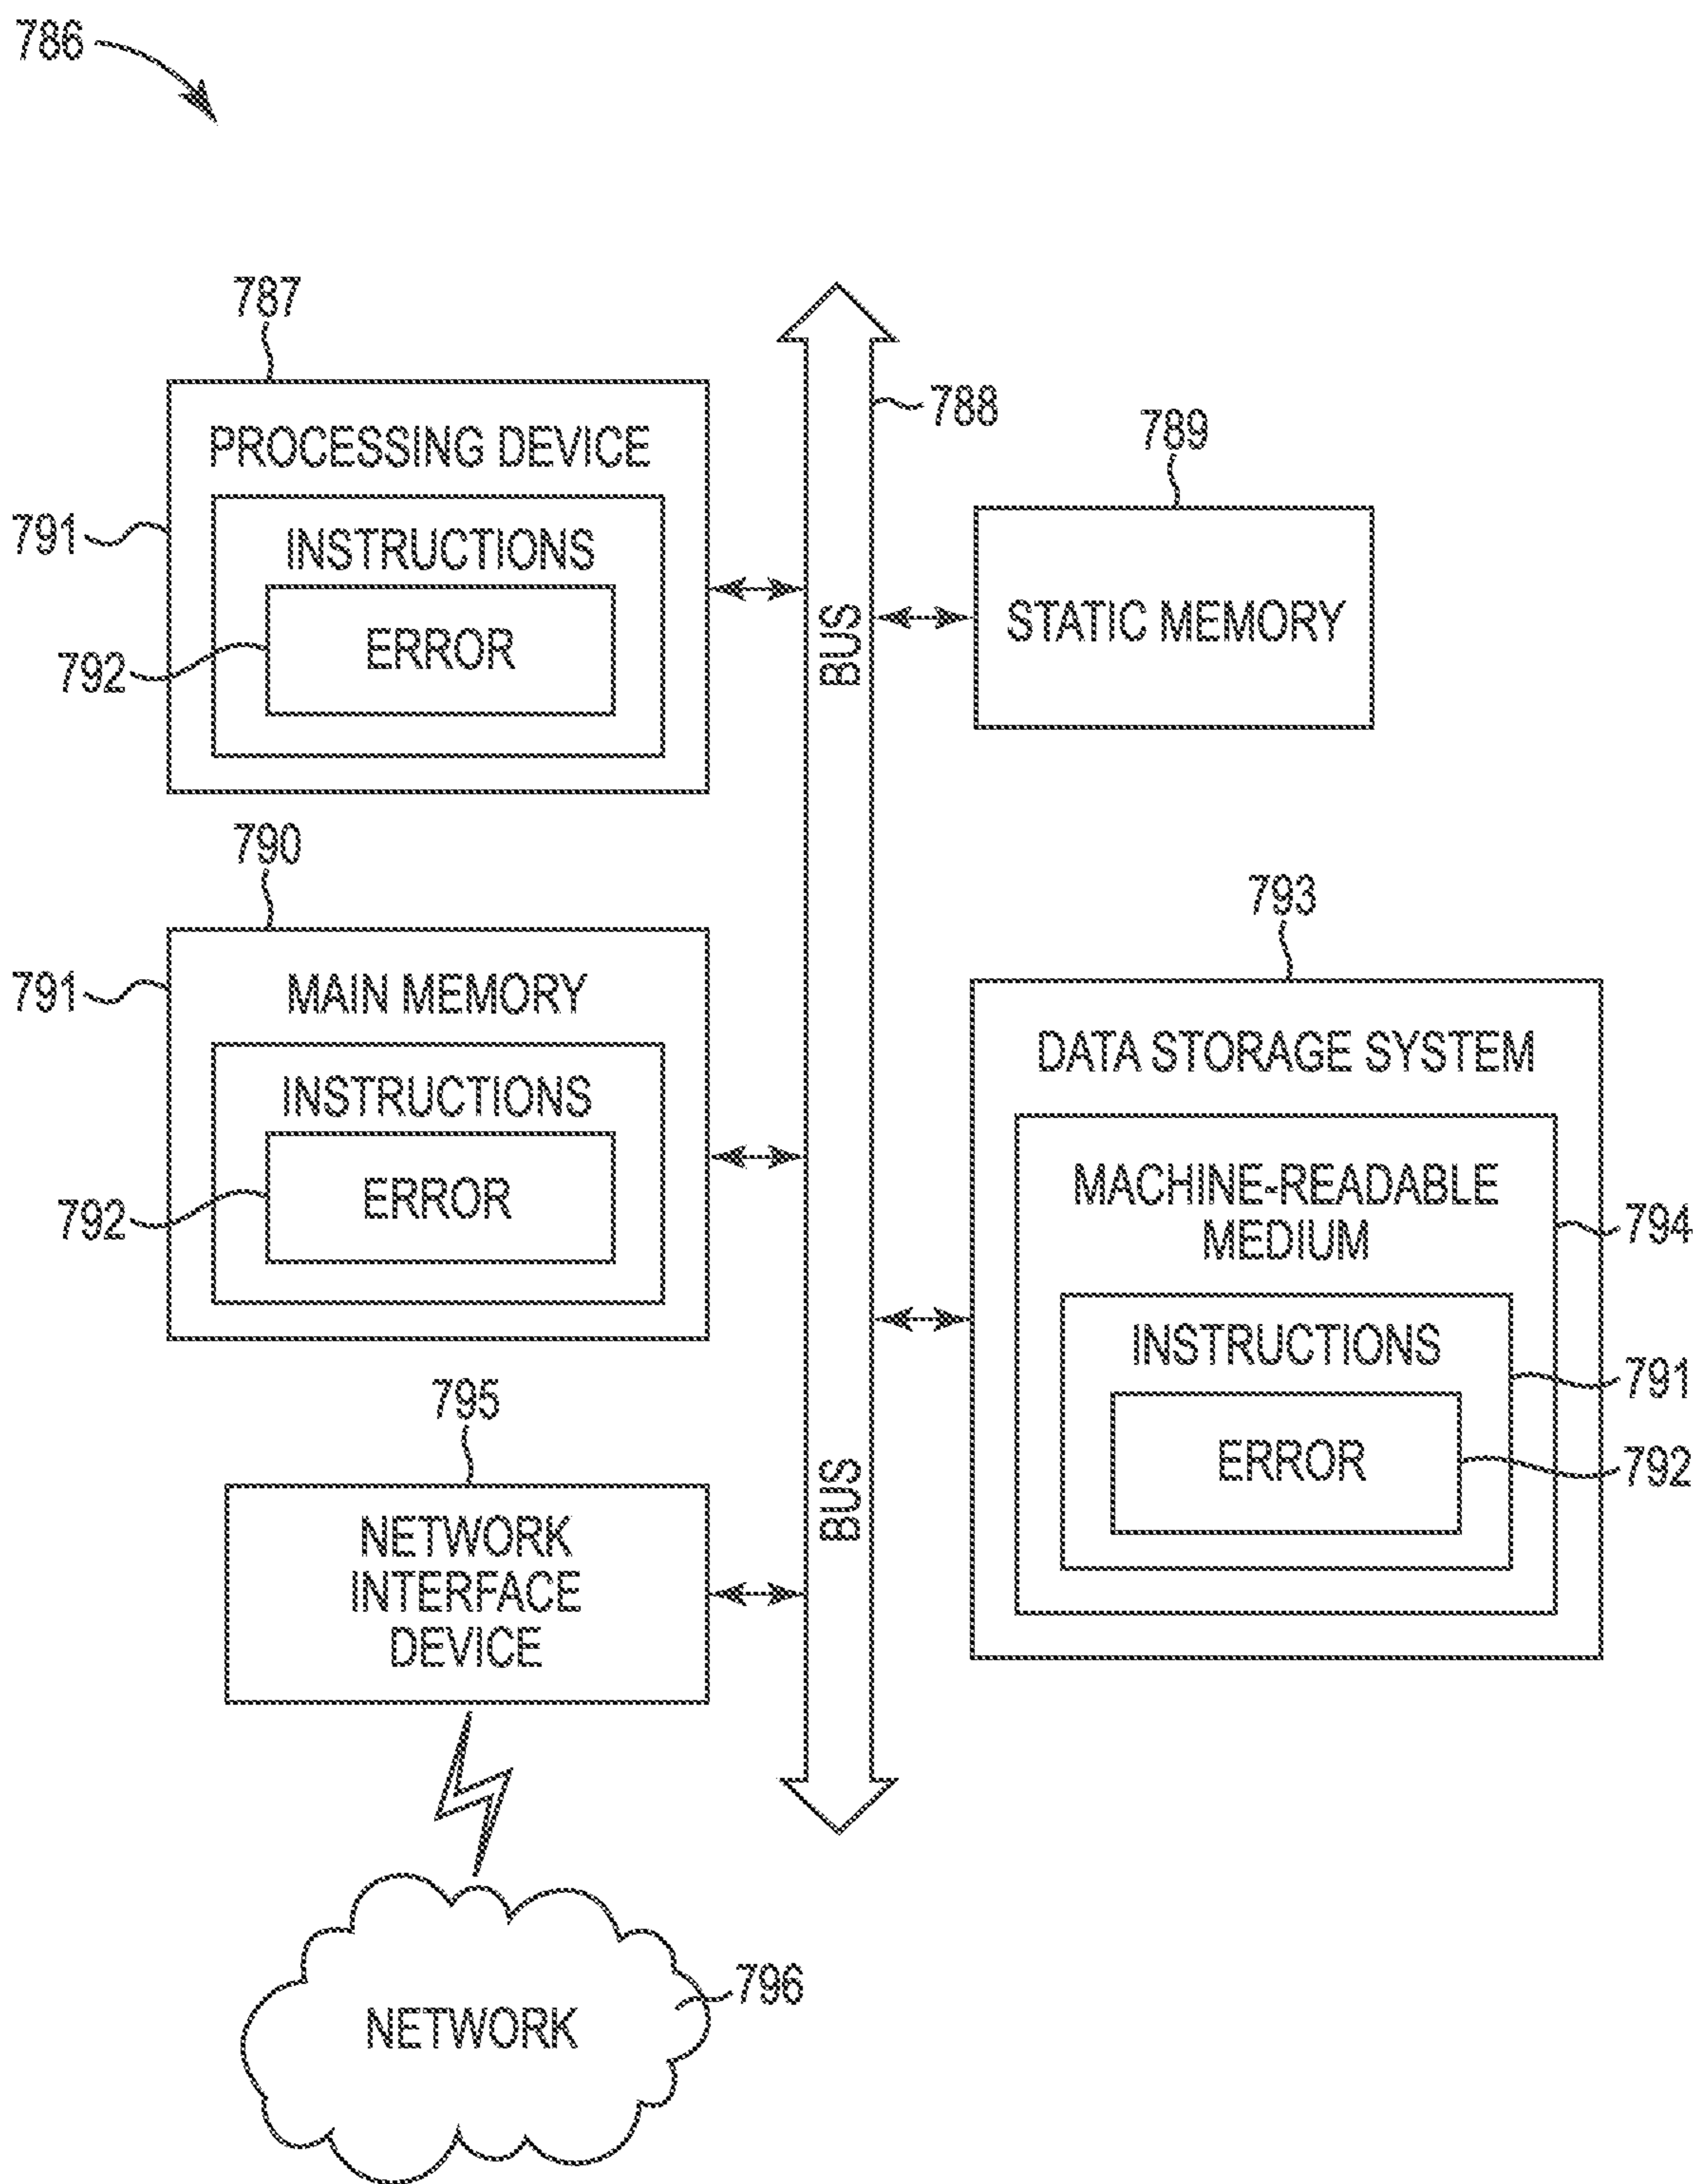 786
787
PROCESSING DEVICE
791
INSTRUCTIONS
792
ERROR
BUS
788
789
STATIC MEMORY
790
791
MAIN MEMORY
INSTRUCTIONS
792
ERROR
793
DATA STORAGE SYSTEM
MACHINE-READABLE
MEDIUM
794
INSTRUCTIONS
791
ERROR
792
795
NETWORK
INTERFACE
DEVICE
BUS
NETWORK
796